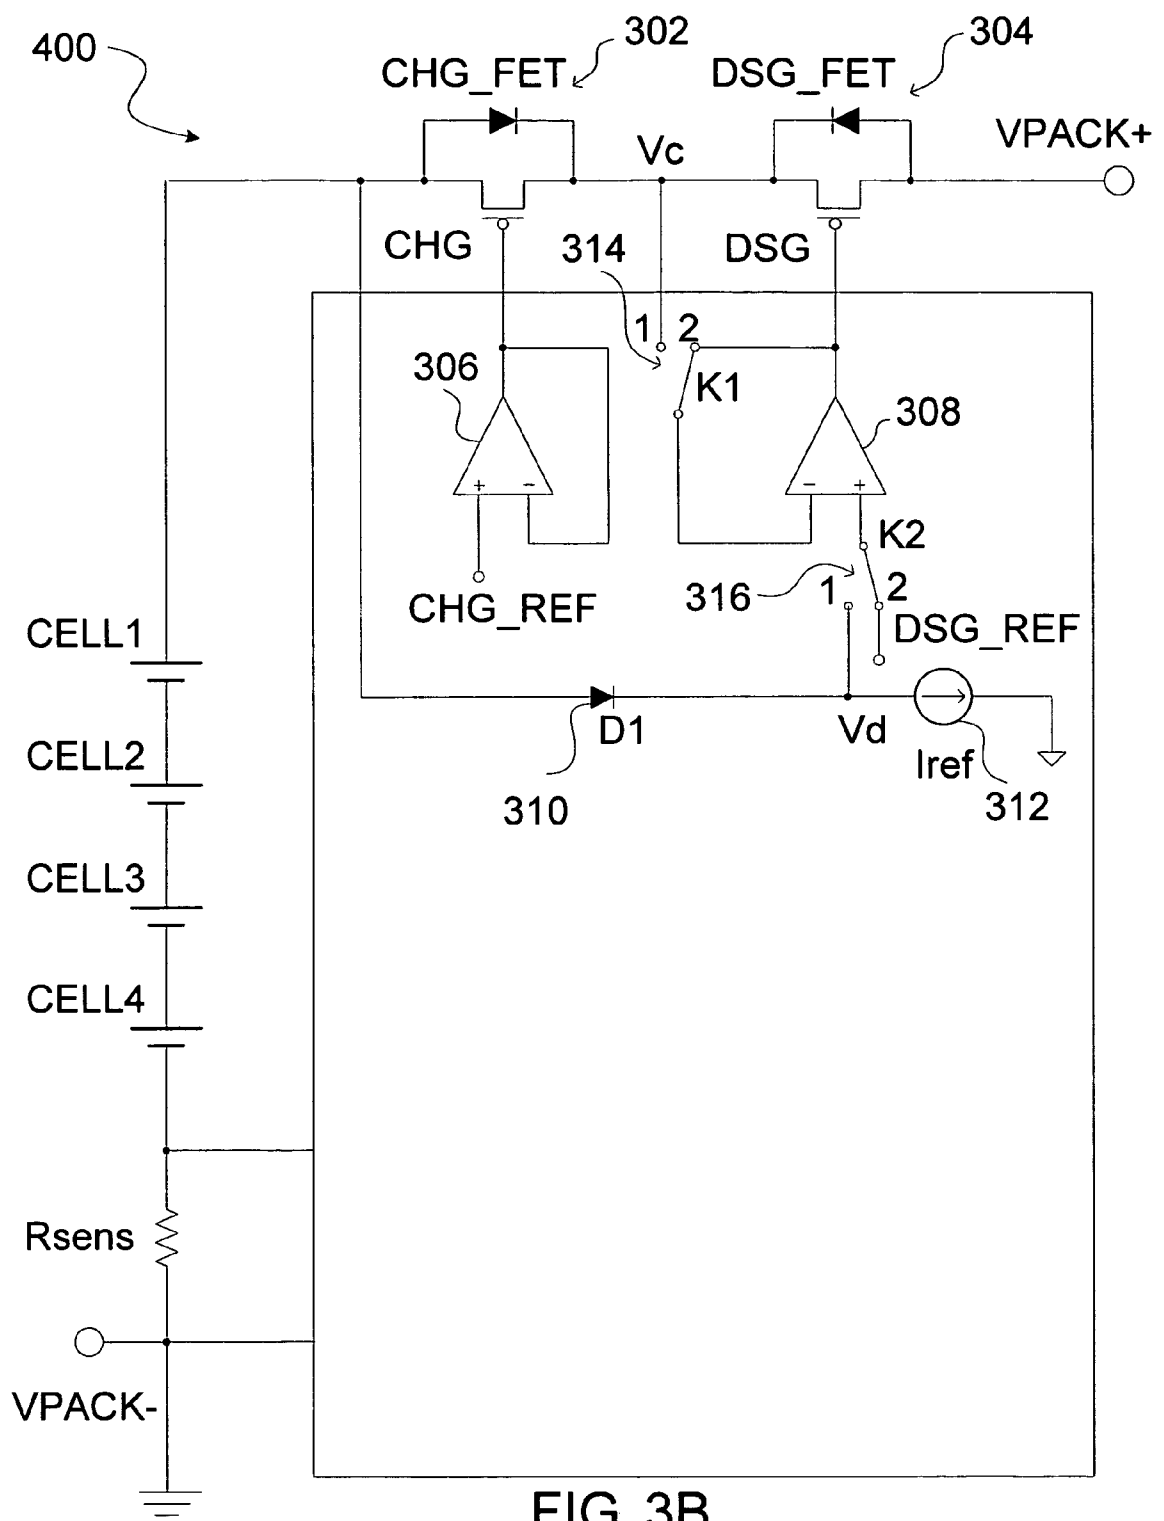 400
302
304
CHG_FET
DSG_FET
VPACK+
Vc
CHG
314
DSG
1 2
306
K1
308
+ -
- +
K2
316
1 2
CHG_REF
DSG_REF
CELL1
D1
Vd
Iref
CELL2
310
312
CELL3
CELL4
Rsens
VPACK-
FIG. 3B